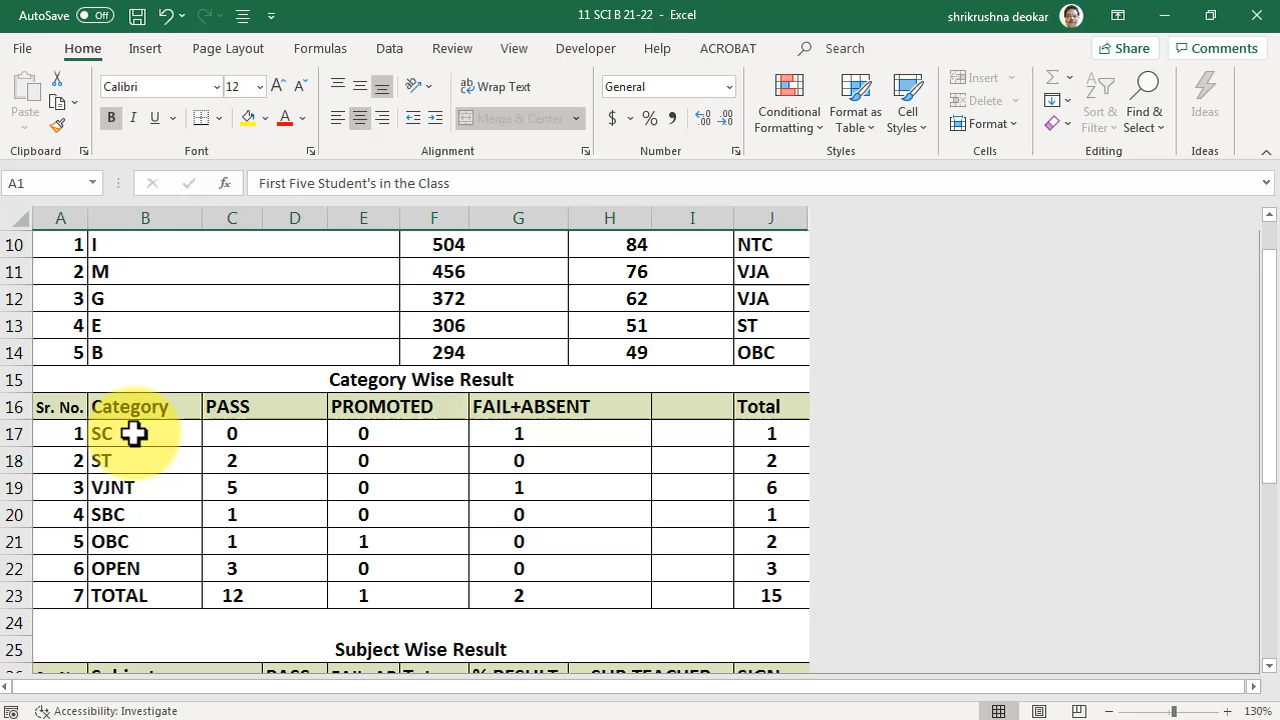 AutoSave Off 11 SCI B 21-22 - Excel shrikrushna deokar
File Home Insert Page Layout Formulas Data Review View Developer Help ACROBAT Search Share Comments
Calibri 12 Wrap Text General Insert
Paste B I U Merge & Center $ % Conditional Formatting Format as Table Cell Styles Delete Sort & Filter Find & Select Ideas
Format
Clipboard Font Alignment Number Styles Cells Editing Ideas
A1 fx First Five Student's in the Class
A B C D E F G H I J
10 1 I 504 84 NTC
11 2 M 456 76 VJA
12 3 G 372 62 VJA
13 4 E 306 51 ST
14 5 B 294 49 OBC
15 Category Wise Result
16 Sr. No. Category PASS PROMOTED FAIL+ABSENT Total
17 1 SC 0 0 1 1
18 2 ST 2 0 0 2
19 3 VJNT 5 0 1 6
20 4 SBC 1 0 0 1
21 5 OBC 1 1 0 2
22 6 OPEN 3 0 0 3
23 7 TOTAL 12 1 2 15
24
25 Subject Wise Result
Accessibility: Investigate 130%